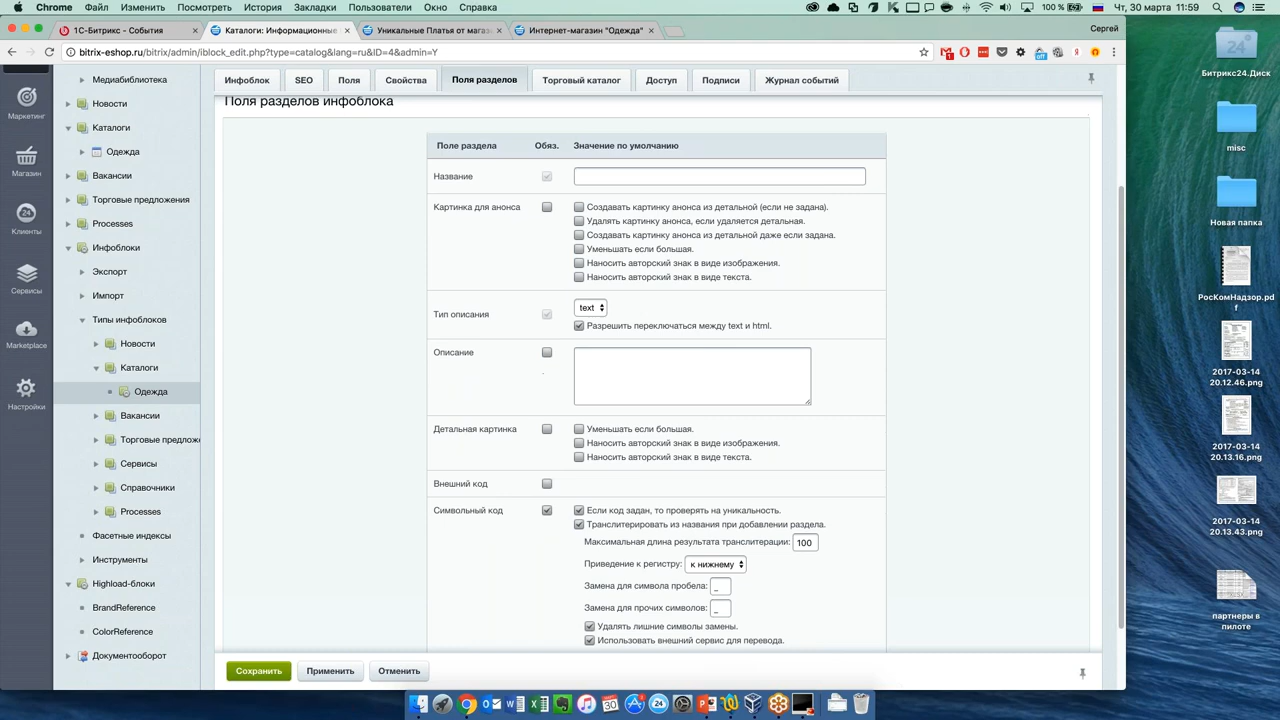 Chrome Файл Изменить Посмотреть История Закладки Пользователи Окно Справка
100 % Чт, 30 марта 11:59
1С-Битрикс - События
Каталоги: Информационные
Уникальные Платья от магаз
Интернет-магазин "Одежда"
Сергей
bitrix-eshop.ru/bitrix/admin/iblock_edit.php?type=catalog&lang=ru&ID=4&admin=Y
Инфоблок SEO Поля Свойства Поля разделов Торговый каталог Доступ Подписи Журнал событий
Маркетинг
Магазин
24
Клиенты
Сервисы
Marketplace
Настройки
Медиабиблиотека
Новости
Каталоги
Одежда
Вакансии
Торговые предложения
Processes
Инфоблоки
Экспорт
Импорт
Типы инфоблоков
Новости
Каталоги
Одежда
Вакансии
Торговые предложе
Сервисы
Справочники
Processes
Фасетные индексы
Инструменты
Highload-блоки
BrandReference
ColorReference
Документооборот
Поля разделов инфоблока
Поле раздела Обяз. Значение по умолчанию
Название
Картинка для анонса
Создавать картинку анонса из детальной (если не задана).
Удалять картинку анонса, если удаляется детальная.
Создавать картинку анонса из детальной даже если задана.
Уменьшать если большая.
Наносить авторский знак в виде изображения.
Наносить авторский знак в виде текста.
Тип описания
text
Разрешить переключаться между text и html.
Описание
Детальная картинка
Уменьшать если большая.
Наносить авторский знак в виде изображения.
Наносить авторский знак в виде текста.
Внешний код
Символьный код
Если код задан, то проверять на уникальность.
Транслитерировать из названия при добавлении раздела.
Максимальная длина результата транслитерации: 100
Приведение к регистру: к нижнему
Замена для символа пробела: _
Замена для прочих символов: _
Удалять лишние символы замены.
Использовать внешний сервис для перевода.
Сохранить Применить Отменить
24
Битрикс24.Диск
misc
Новая папка
РосКомНадзор.pd
f
2017-03-14
20.12.46.png
2017-03-14
20.13.16.png
2017-03-14
20.13.43.png
партнеры в
пилоте